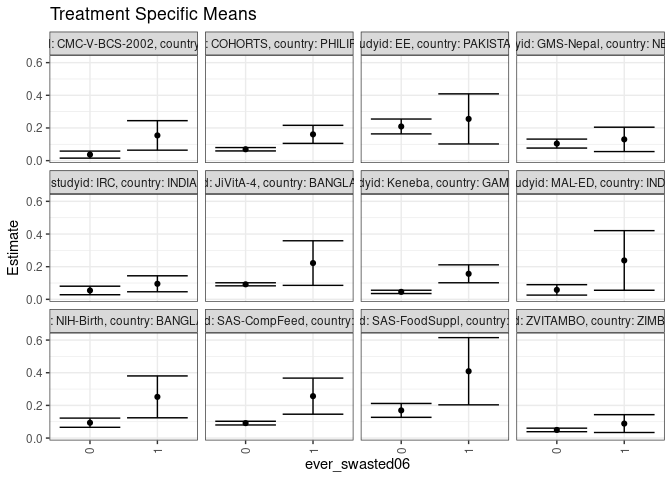 Treatment Specific Means
: CMC-V-BCS-2002, country
: COHORTS, country: PHILIP
udyid: EE, country: PAKISTA
yid: GMS-Nepal, country: NE
0.6
0.4
0.2
0.0
studyid: IRC, country: INDIA
d: JiVitA-4, country: BANGLA
dyid: Keneba, country: GAM
udyid: MAL-ED, country: IND
0.6
0.4
0.2
0.0
: NIH-Birth, country: BANGLA
d: SAS-CompFeed, country:
d: SAS-FoodSuppl, country:
d: ZVITAMBO, country: ZIMB
0.6
0.4
0.2
0.0
0 1 0 1 0 1 0 1
Estimate
ever_swasted06